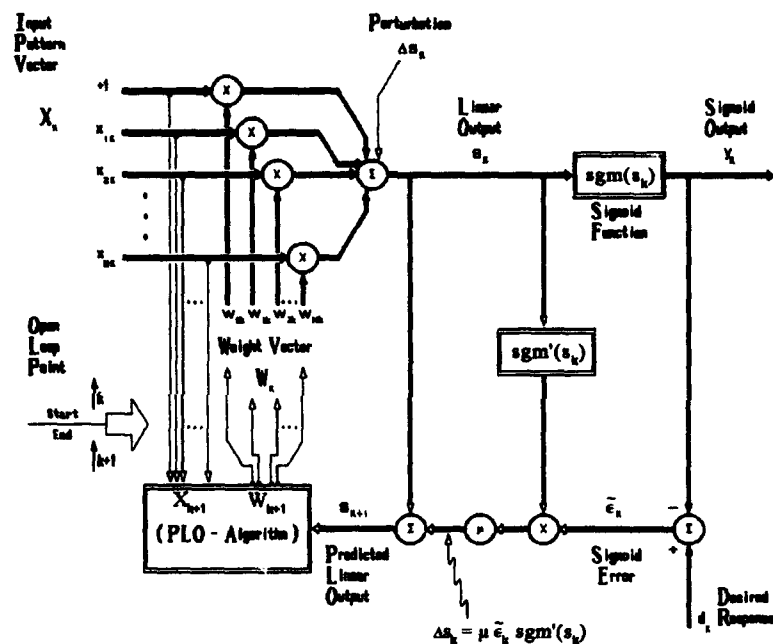 Input
Pattern
Vector
X_k
Perturbation
Δs_k
+1
x_1k
x_2k
x_nk
X
X
X
X
Σ
Linear
Output
s_k
sgm(s_k)
Sigmoid
Function
Sigmoid
Output
y_k
w_0k w_1k w_2k w_nk
Weight Vector
W_k
sgm'(s_k)
Open
Loop
Point
k
Start
End
k+1
X_k+1 W_k+1
(PLO - Algorithm)
s_k+1
Predicted
Linear
Output
Σ
μ
X
ε̃_k
Sigmoid
Error
−
Σ
+
Δs_k = μ ε̃_k sgm'(s_k)
d_k
Desired
Response